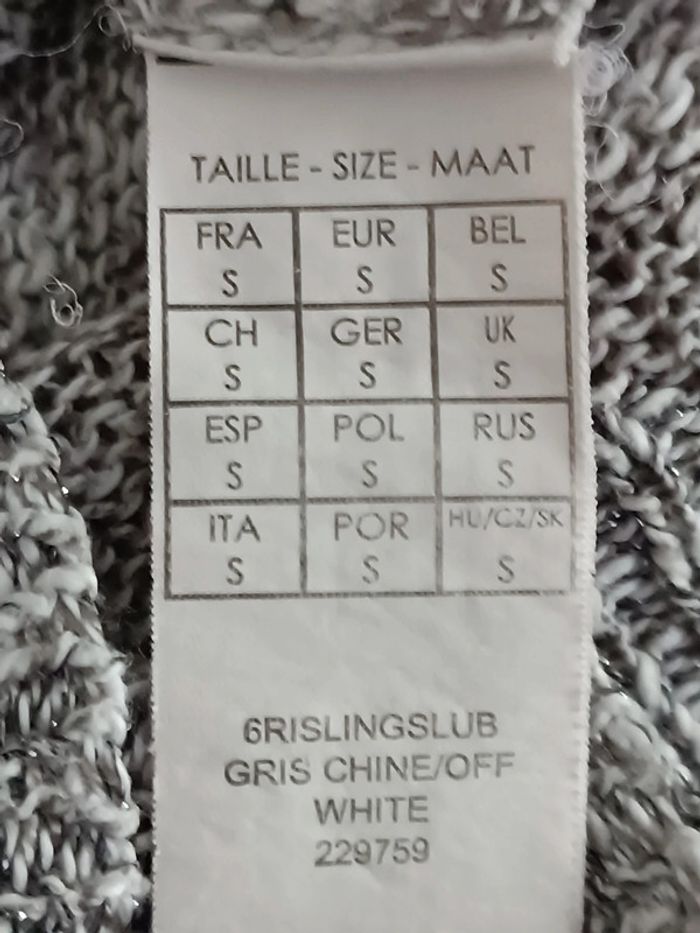 TAILLE - SIZE - MAAT
FRA EUR BEL
S S S
CH GER UK
S S S
ESP POL RUS
S S S
ITA POR HU/CZ/SK
S S S
6RISLINGSLUB
GRIS CHINE/OFF
WHITE
229759